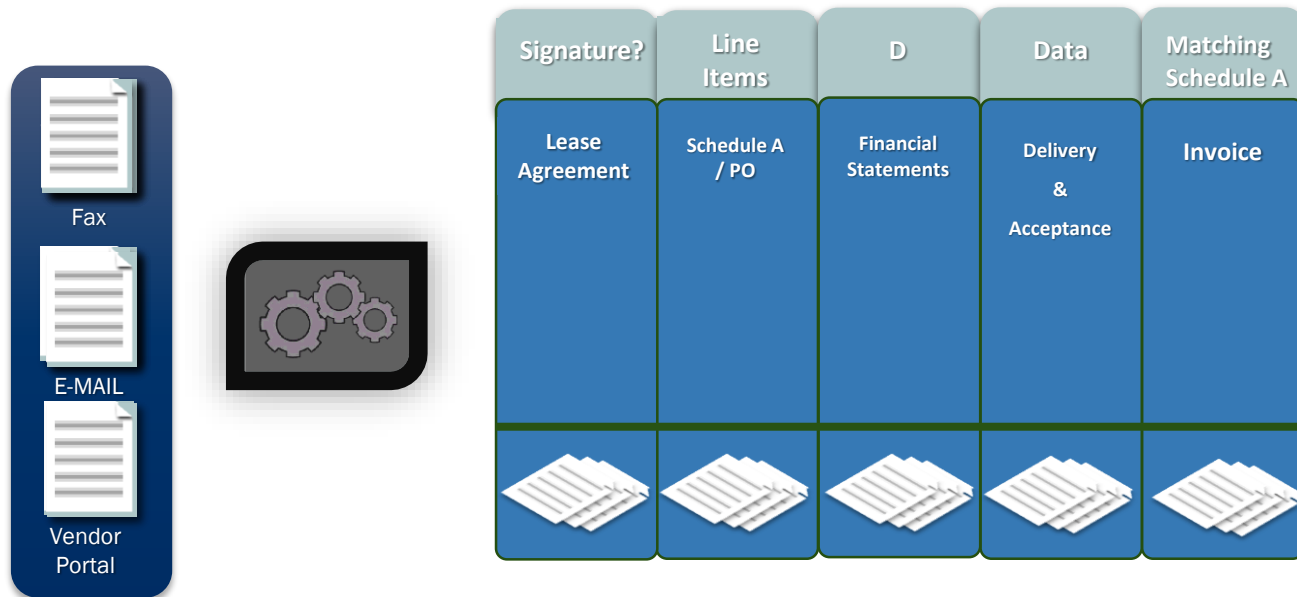 Fax
E-MAIL
Vendor
Portal
Signature?
Line
Items
D
Data
Matching
Schedule A
Lease
Agreement
Schedule A
/ PO
Financial
Statements
Delivery
&
Acceptance
Invoice